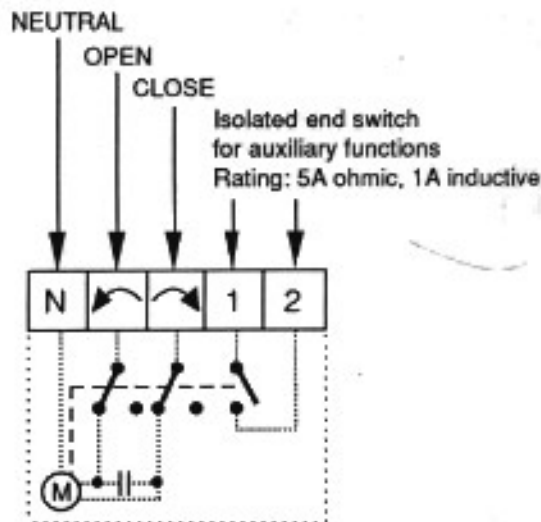 NEUTRAL
OPEN
CLOSE
Isolated end switch
for auxiliary functions
Rating: 5A ohmic, 1A inductive
N 1 2
M